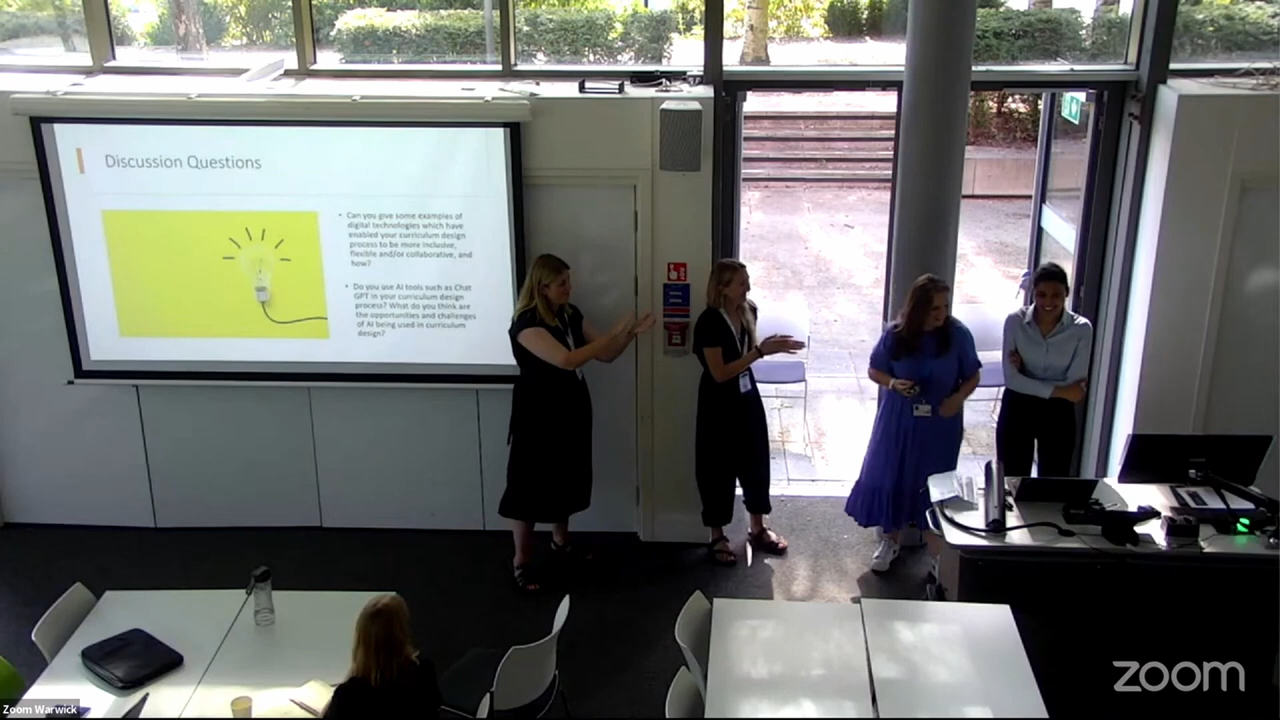 Discussion Questions
• Can you give some examples of
digital technologies which have
enabled your curriculum design
process to be more inclusive,
flexible and/or collaborative, and
how?
• Do you use AI tools such as Chat
GPT in your curriculum design
process? What do you think are
the opportunities and challenges
of AI being used in curriculum
design?
Zoom Warwick
zoom